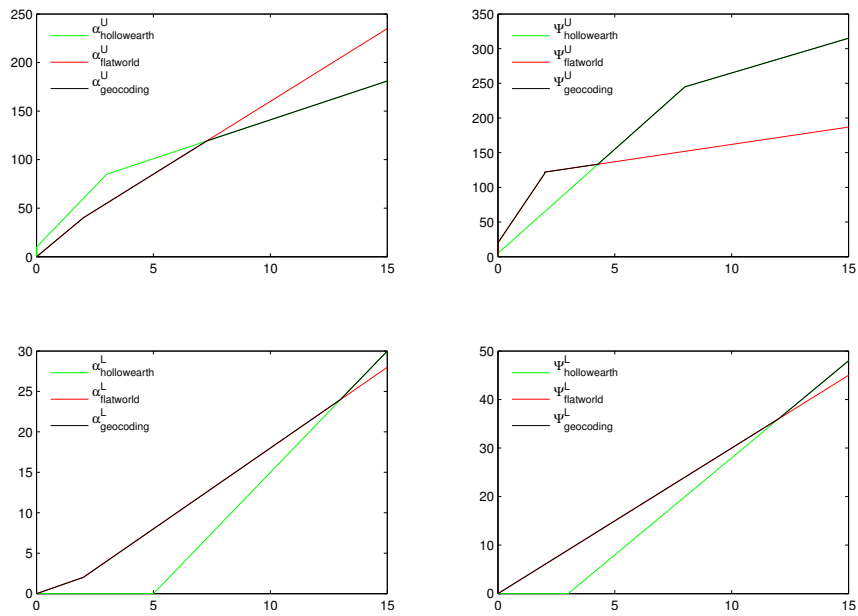 250
200
150
100
50
0
α^U_hollowearth
α^U_flatworld
α^U_geocoding
0 5 10 15
350
300
250
200
150
100
50
0
Ψ^U_hollowearth
Ψ^U_flatworld
Ψ^U_geocoding
0 5 10 15
30
25
20
15
10
5
0
α^L_hollowearth
α^L_flatworld
α^L_geocoding
0 5 10 15
50
40
30
20
10
0
Ψ^L_hollowearth
Ψ^L_flatworld
Ψ^L_geocoding
0 5 10 15